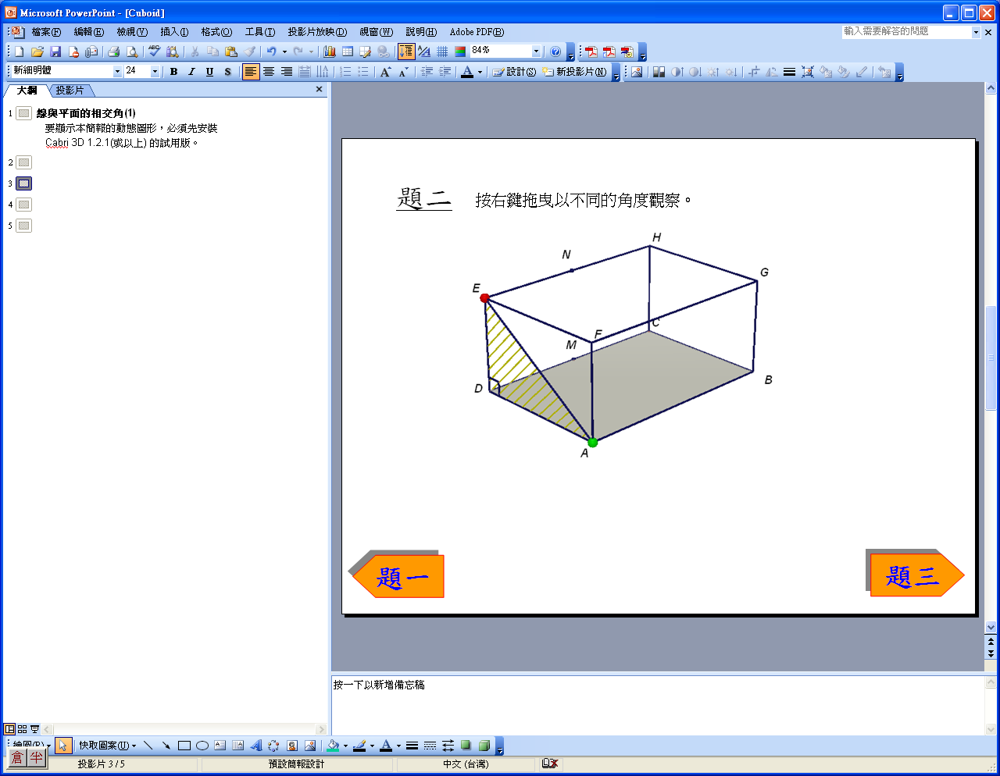 Microsoft PowerPoint - [Cuboid]
檔案(F) 編輯(E) 檢視(V) 插入(I) 格式(O) 工具(T) 投影片放映(D) 視窗(W) 說明(H) Adobe PDF(B) 輸入需要解答的問題
84%
新細明體 24 B I U S 設計(S) 新投影片(N)
大綱 投影片
1 線與平面的相交角(1)
要顯示本簡報的動態圖形，必須先安裝
Cabri 3D 1.2.1(或以上) 的試用版。
2
3
4
5
題二 按右鍵拖曳以不同的角度觀察。
H
N
G
E
C
F
M
D
B
A
題一
題三
按一下以新增備忘稿
繪圖(R) 快取圖案(U)
倉 半
投影片 3 / 5 預設簡報設計 中文 (台灣)